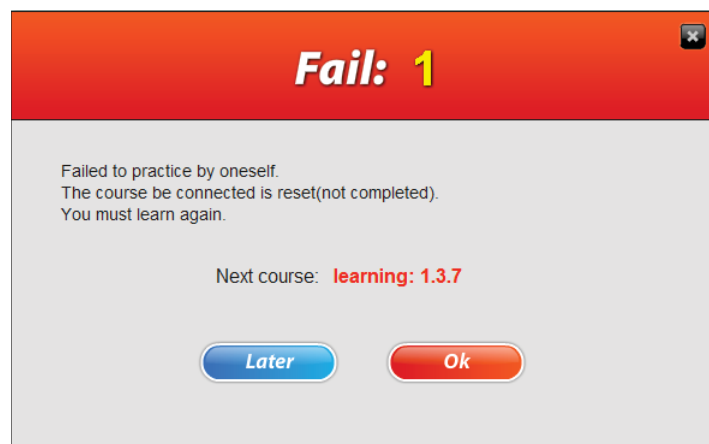 Fail: 1
Failed to practice by oneself.
The course be connected is reset(not completed).
You must learn again.
Next course: learning: 1.3.7
Later Ok